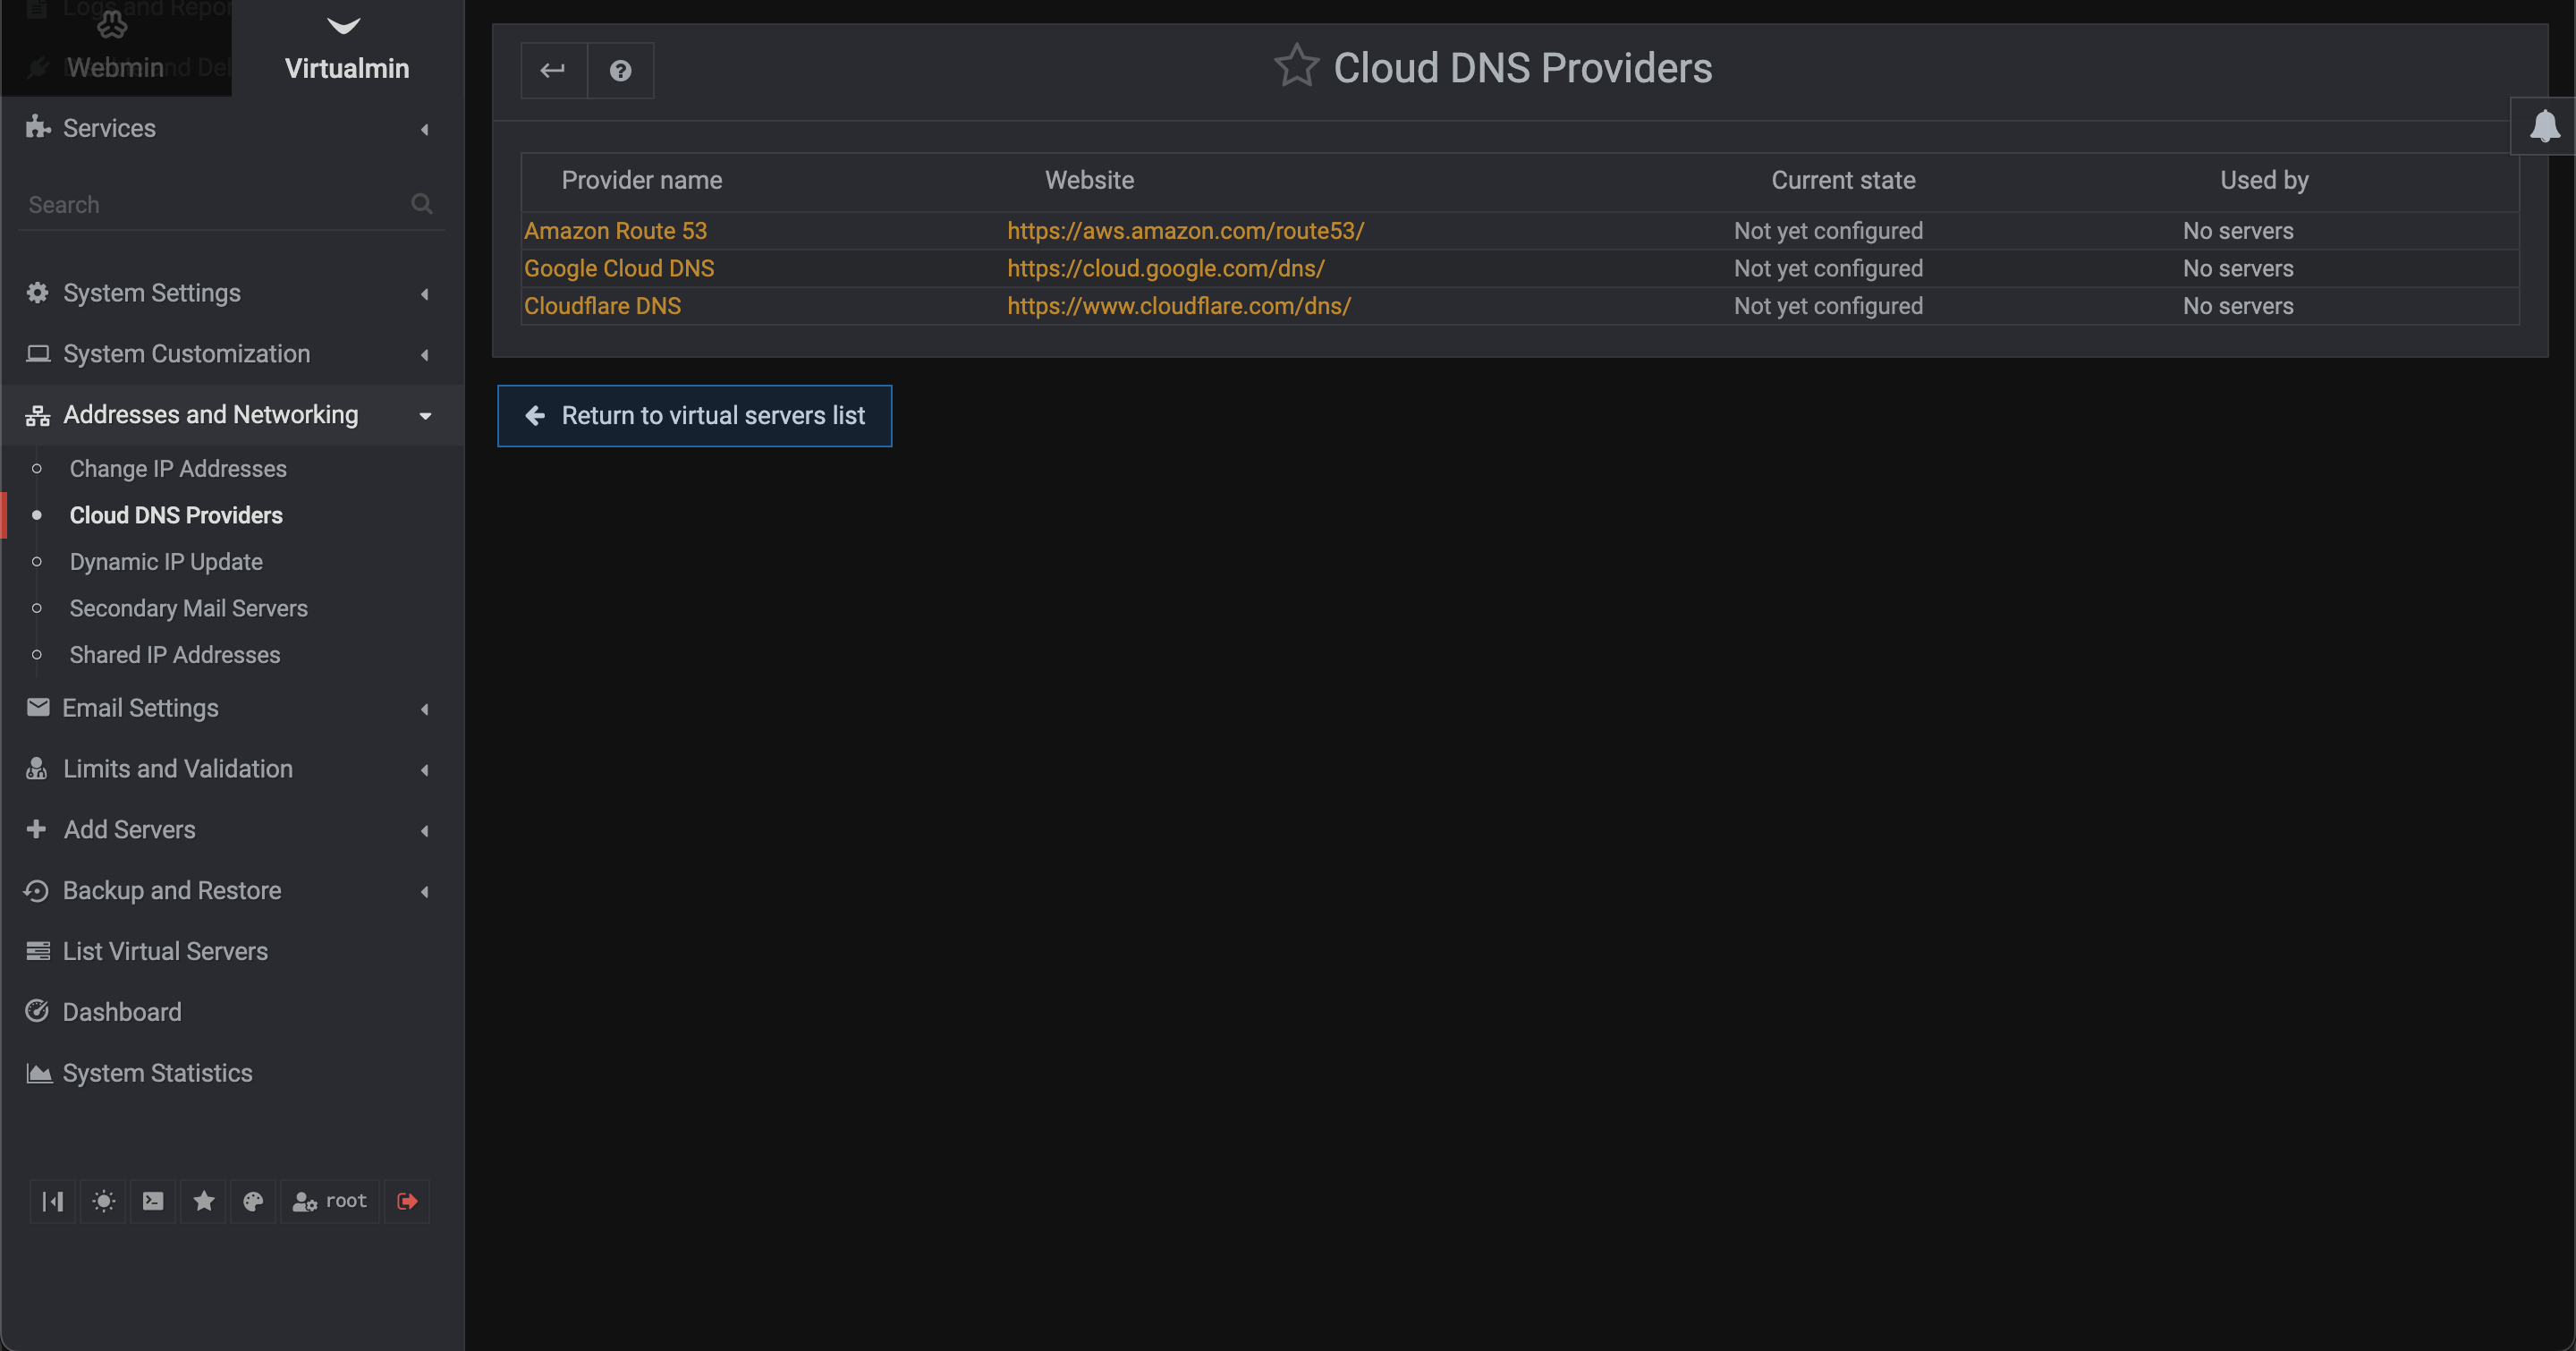 Logs and Repor
Webmin
Virtualmin
Services
Search
System Settings
System Customization
Addresses and Networking
Change IP Addresses
Cloud DNS Providers
Dynamic IP Update
Secondary Mail Servers
Shared IP Addresses
Email Settings
Limits and Validation
Add Servers
Backup and Restore
List Virtual Servers
Dashboard
System Statistics
root
Cloud DNS Providers
Provider name Website Current state Used by
Amazon Route 53 https://aws.amazon.com/route53/ Not yet configured No servers
Google Cloud DNS https://cloud.google.com/dns/ Not yet configured No servers
Cloudflare DNS https://www.cloudflare.com/dns/ Not yet configured No servers
Return to virtual servers list